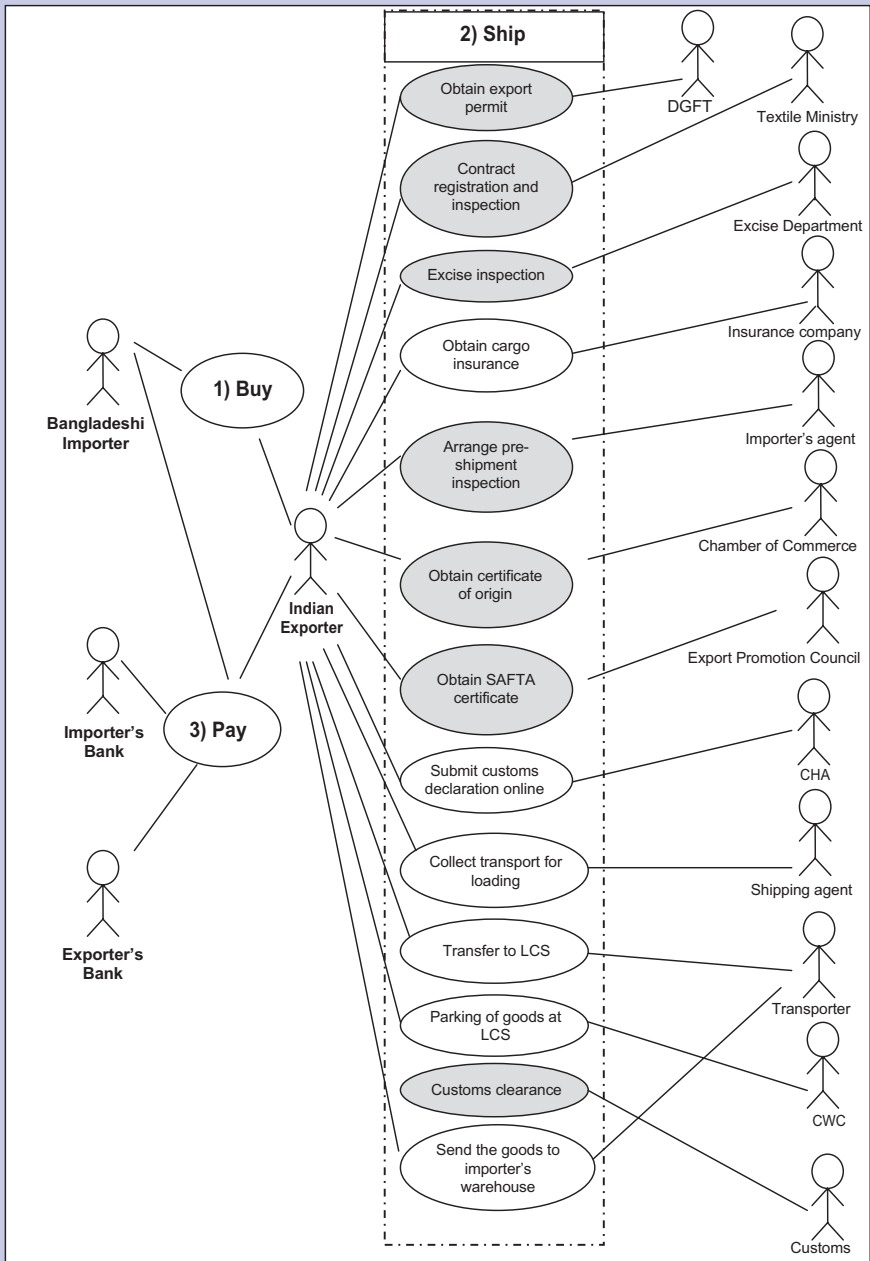 2) Ship
Obtain export
permit
DGFT
Textile Ministry
Contract
registration and
inspection
Excise Department
Excise inspection
Insurance company
Obtain cargo
insurance
Bangladeshi
Importer
1) Buy
Importer's agent
Arrange pre-
shipment
inspection
Chamber of Commerce
Indian
Exporter
Obtain certificate
of origin
Export Promotion Council
Obtain SAFTA
certificate
Importer's
Bank
3) Pay
Submit customs
declaration online
CHA
Collect transport for
loading
Shipping agent
Exporter's
Bank
Transfer to LCS
Transporter
Parking of goods at
LCS
Customs clearance
CWC
Send the goods to
importer's
warehouse
Customs